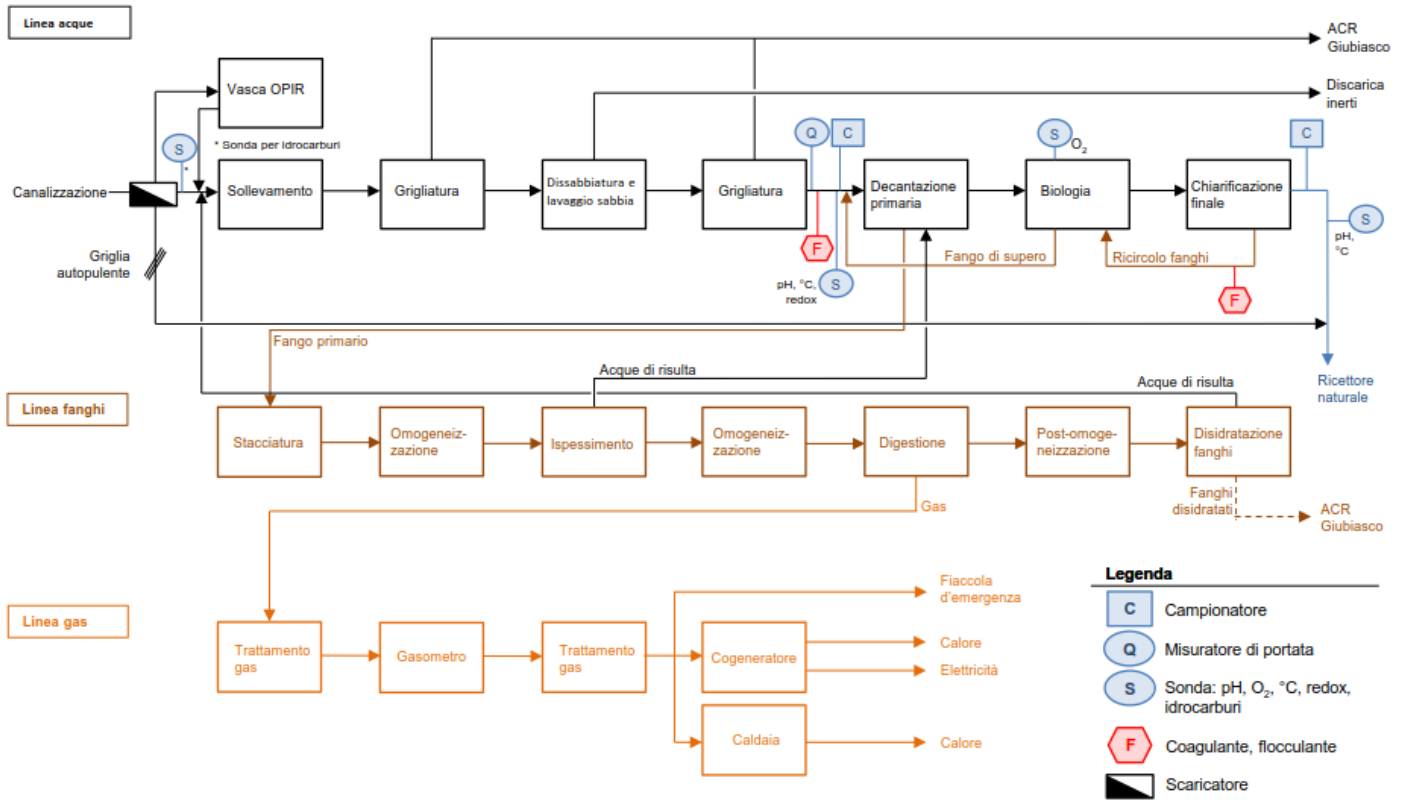 Linea acque
ACR
Giubiasco
Vasca OPIR
Discarica
inerti
S
*
* Sonda per idrocarburi
Q
C
S
O2
C
Canalizzazione
Sollevamento
Grigliatura
Dissabbiatura e
lavaggio sabbia
Grigliatura
Decantazione
primaria
Biologia
Chiarificazione
finale
S
pH,
°C
Griglia
autopulente
F
pH, °C,
redox
S
Fango di supero
Ricircolo fanghi
F
Fango primario
Acque di risulta
Acque di risulta
Ricettore
naturale
Linea fanghi
Stacciatura
Omogeneiz-
zazione
Ispessimento
Omogeneiz-
zazione
Digestione
Post-omoge-
neizzazione
Disidratazione
fanghi
Gas
Fanghi
disidratati
ACR
Giubiasco
Linea gas
Trattamento
gas
Gasometro
Trattamento
gas
Fiaccola
d'emergenza
Cogeneratore
Calore
Elettricità
Caldaia
Calore
Legenda
C Campionatore
Q Misuratore di portata
S Sonda: pH, O2, °C, redox,
idrocarburi
F Coagulante, flocculante
Scaricatore